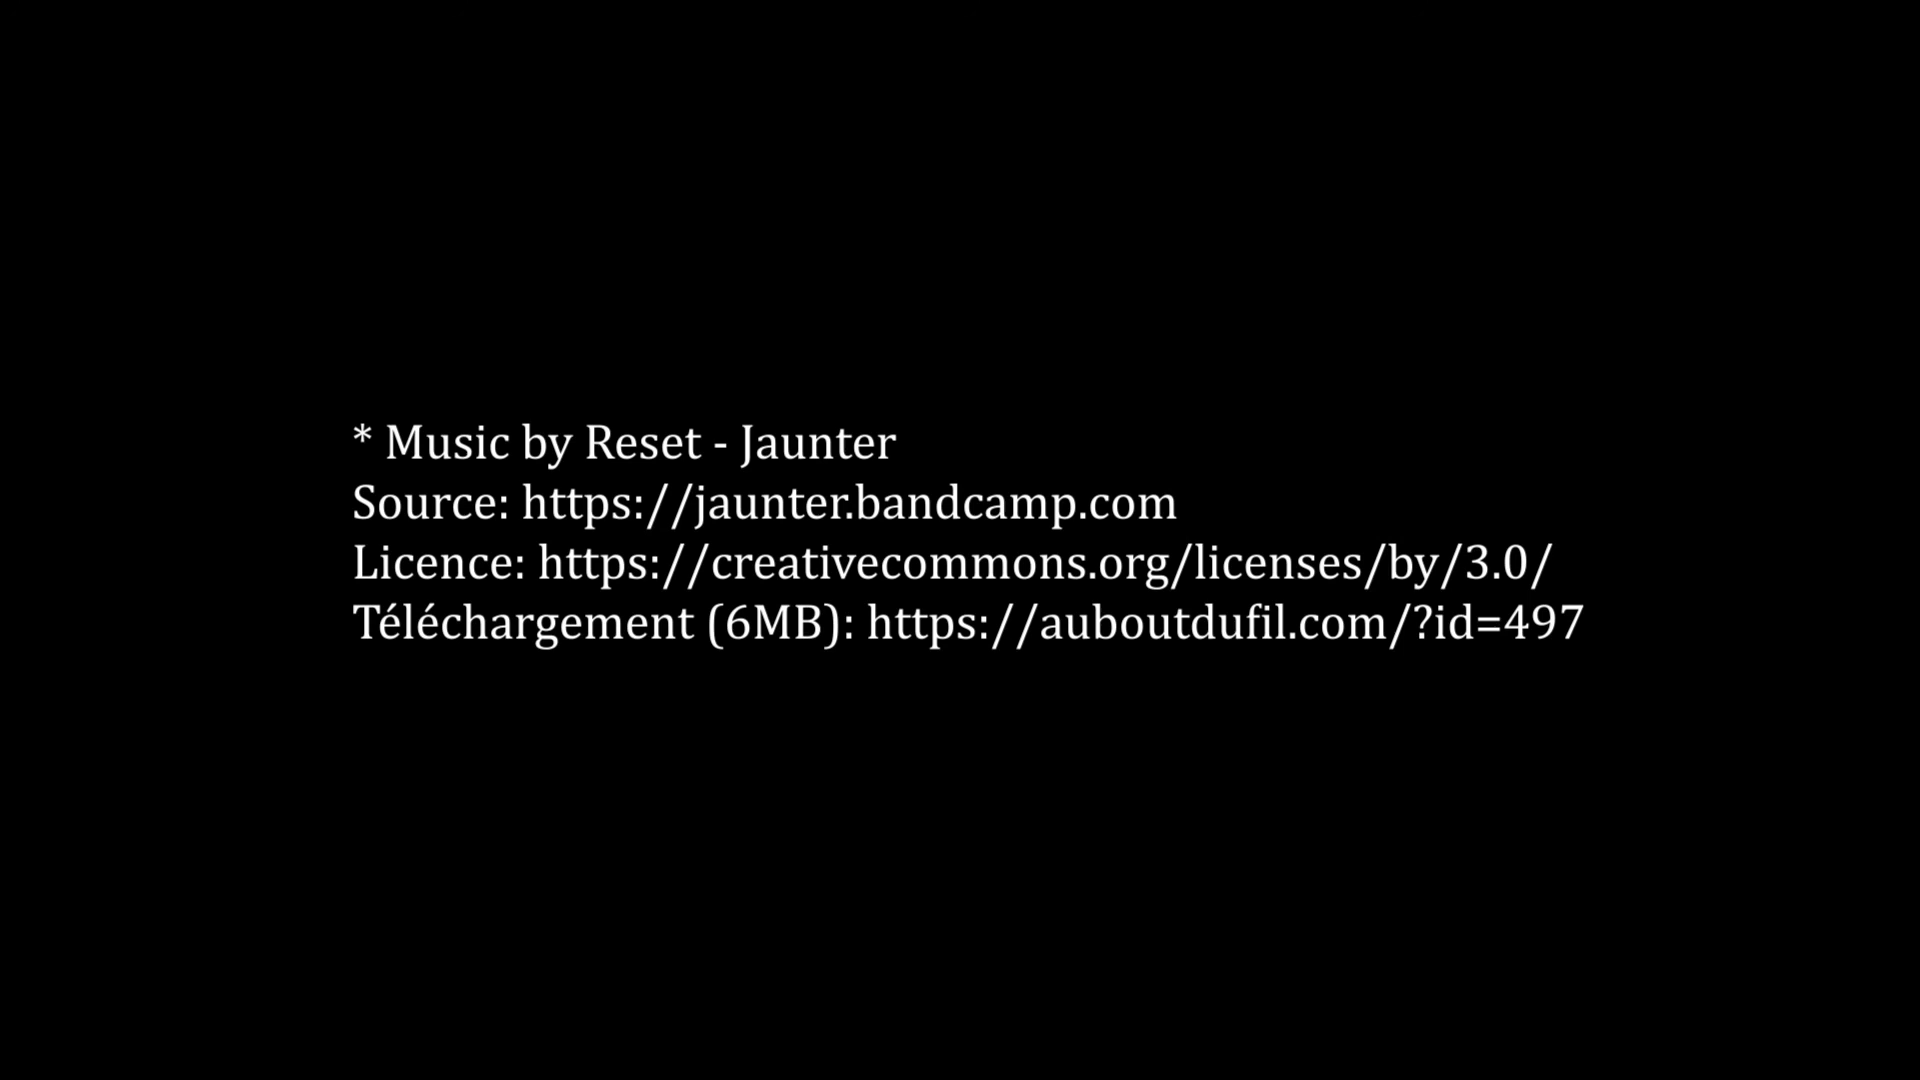 * Music by Reset - Jaunter
Source: https://jaunter.bandcamp.com
Licence: https://creativecommons.org/licenses/by/3.0/
Téléchargement (6MB): https://auboutdufil.com/?id=497